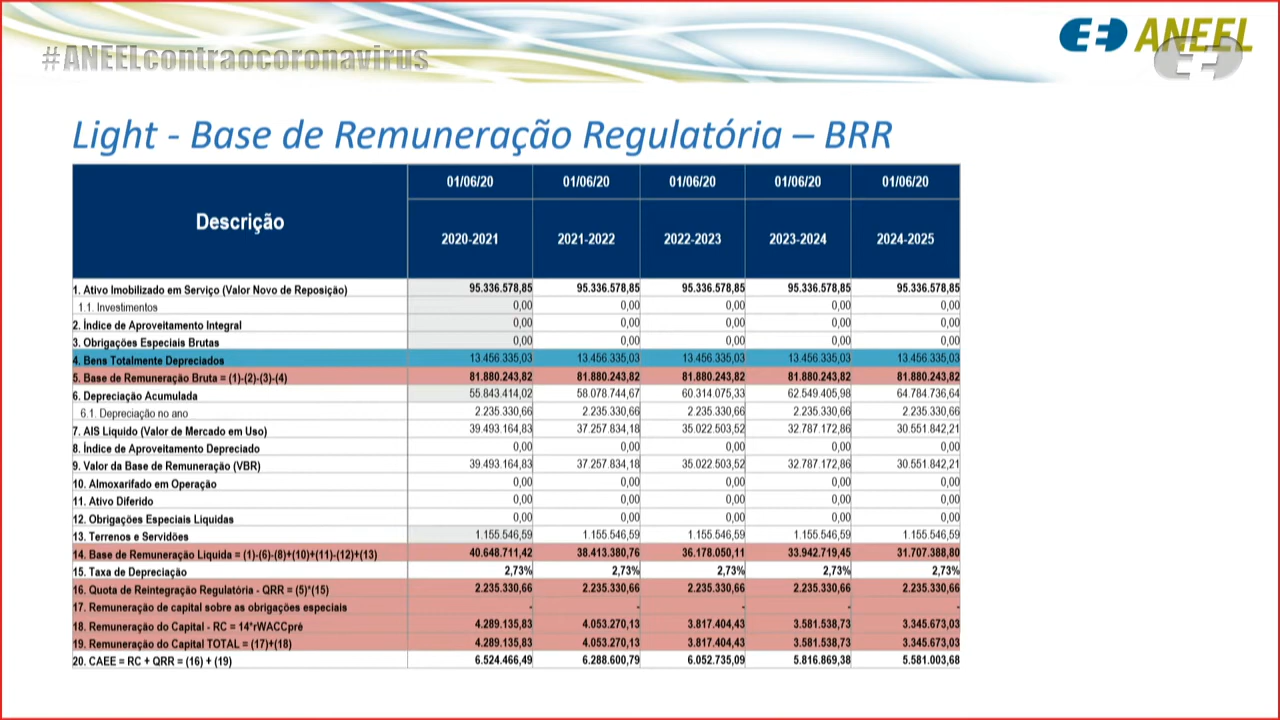 #ANEELcontraocoronavirus
ANEEL
Light - Base de Remuneração Regulatória – BRR
Descrição 01/06/20 01/06/20 01/06/20 01/06/20 01/06/20
2020-2021 2021-2022 2022-2023 2023-2024 2024-2025
1. Ativo Imobilizado em Serviço (Valor Novo de Reposição) 95.336.578,85 95.336.578,85 95.336.578,85 95.336.578,85 95.336.578,85
1.1. Investimentos 0,00 0,00 0,00 0,00 0,00
2. Índice de Aproveitamento Integral 0,00 0,00 0,00 0,00 0,00
3. Obrigações Especiais Brutas 0,00 0,00 0,00 0,00 0,00
4. Bens Totalmente Depreciados 13.456.335,03 13.456.335,03 13.456.335,03 13.456.335,03 13.456.335,03
5. Base de Remuneração Bruta = (1)-(2)-(3)-(4) 81.880.243,82 81.880.243,82 81.880.243,82 81.880.243,82 81.880.243,82
6. Depreciação Acumulada 55.843.414,02 58.078.744,67 60.314.075,33 62.549.405,98 64.784.736,64
6.1. Depreciação no ano 2.235.330,66 2.235.330,66 2.235.330,66 2.235.330,66 2.235.330,66
7. AIS Líquido (Valor de Mercado em Uso) 39.493.164,83 37.257.834,18 35.022.503,52 32.787.172,86 30.551.842,21
8. Índice de Aproveitamento Depreciado 0,00 0,00 0,00 0,00 0,00
9. Valor da Base de Remuneração (VBR) 39.493.164,83 37.257.834,18 35.022.503,52 32.787.172,86 30.551.842,21
10. Almoxarifado em Operação 0,00 0,00 0,00 0,00 0,00
11. Ativo Diferido 0,00 0,00 0,00 0,00 0,00
12. Obrigações Especiais Líquidas 0,00 0,00 0,00 0,00 0,00
13. Terrenos e Servidões 1.155.546,59 1.155.546,59 1.155.546,59 1.155.546,59 1.155.546,59
14. Base de Remuneração Líquida = (1)-(6)-(8)+(10)+(11)-(12)+(13) 40.648.711,42 38.413.380,76 36.178.050,11 33.942.719,45 31.707.388,80
15. Taxa de Depreciação 2,73% 2,73% 2,73% 2,73% 2,73%
16. Quota de Reintegração Regulatória - QRR = (5)*(15) 2.235.330,66 2.235.330,66 2.235.330,66 2.235.330,66 2.235.330,66
17. Remuneração de capital sobre as obrigações especiais - - - - -
18. Remuneração do Capital - RC = 14*rWACCpré 4.289.135,83 4.053.270,13 3.817.404,43 3.581.538,73 3.345.673,03
19. Remuneração do Capital TOTAL = (17)+(18) 4.289.135,83 4.053.270,13 3.817.404,43 3.581.538,73 3.345.673,03
20. CAEE = RC + QRR = (16) + (19) 6.524.466,49 6.288.600,79 6.052.735,09 5.816.869,38 5.581.003,68